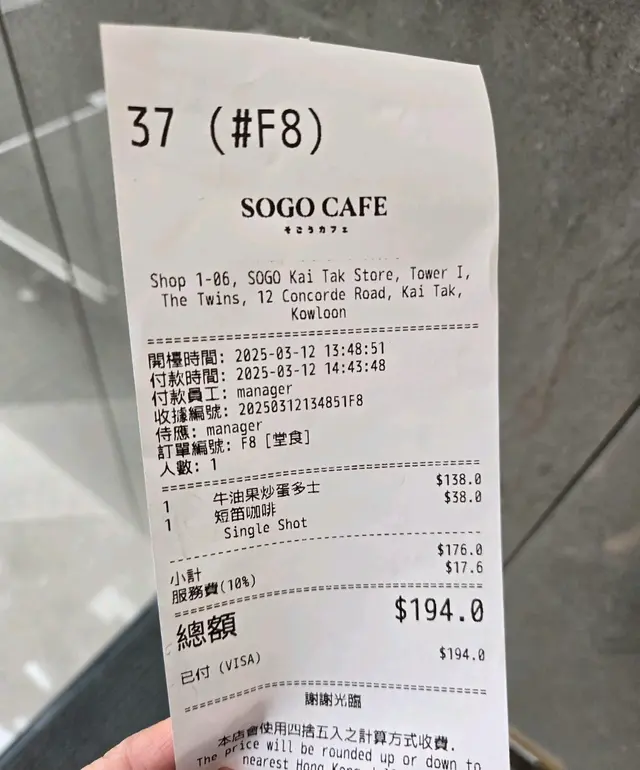 37 (#F8)
SOGO CAFE
そごうカフェ
Shop 1-06, SOGO Kai Tak Store, Tower I,
The Twins, 12 Concorde Road, Kai Tak,
Kowloon
開檯時間: 2025-03-12 13:48:51
付款時間: 2025-03-12 14:43:48
付款員工: manager
收據編號: 20250312134851F8
侍應: manager
訂單編號: F8 [堂食]
人數: 1
1 牛油果炒蛋多士 $138.0
1 短笛咖啡 $38.0
Single Shot
小計 $176.0
服務費(10%) $17.6
總額 $194.0
已付 (VISA) $194.0
謝謝光臨
本店會使用四捨五入之計算方式收費.
The price will be rounded up or down to
nearest Hong Kong